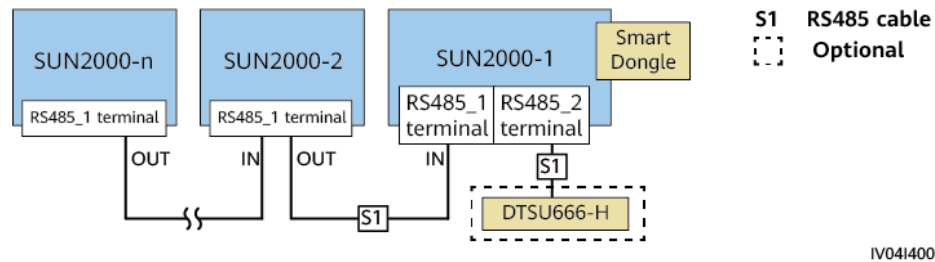 SUN2000-n
RS485_1 terminal
OUT
SUN2000-2
RS485_1 terminal
IN
OUT
SUN2000-1
Smart
Dongle
RS485_1
terminal
RS485_2
terminal
IN
S1
S1
DTSU666-H
S1 RS485 cable
Optional
IV04I400